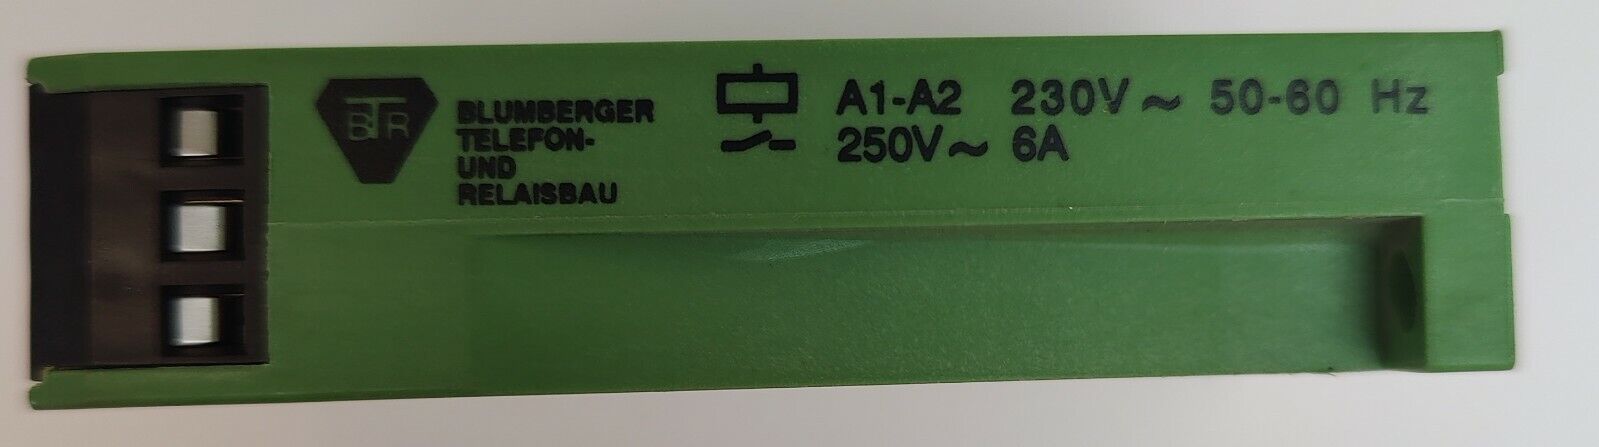 BTR
BLUMBERGER
TELEFON-
UND
RELAISBAU
A1-A2 230V ~ 50-60 Hz
250V ~ 6A